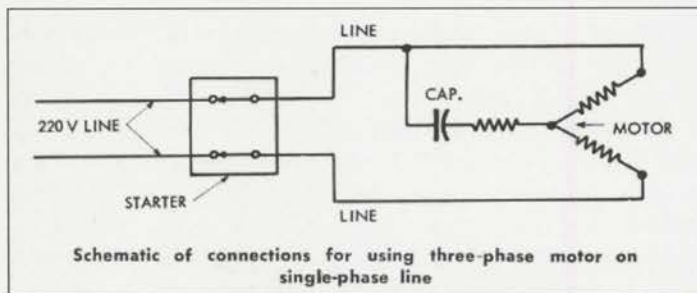 LINE
CAP.
220 V LINE
MOTOR
STARTER
LINE
Schematic of connections for using three-phase motor on
single-phase line